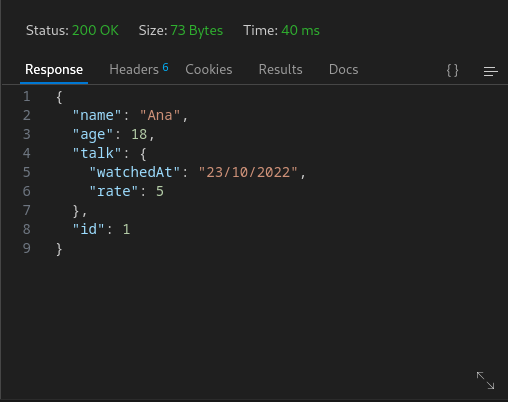 Status: 200 OK Size: 73 Bytes Time: 40 ms
Response Headers 6 Cookies Results Docs {}
1 {
2 "name": "Ana",
3 "age": 18,
4 "talk": {
5 "watchedAt": "23/10/2022",
6 "rate": 5
7 },
8 "id": 1
9 }